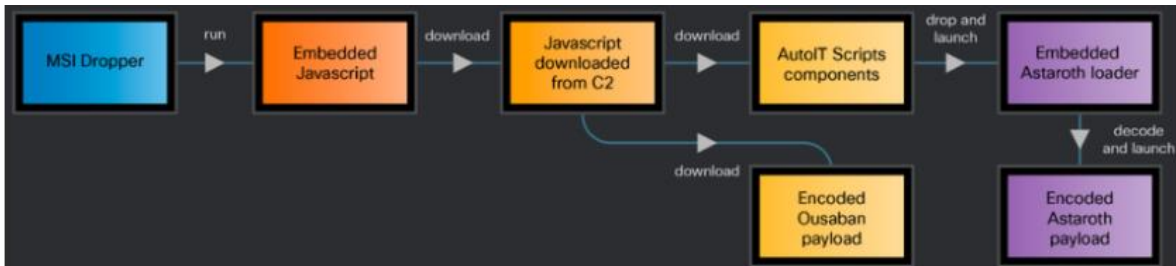 MSI Dropper
run
Embedded
Javascript
download
Javascript
downloaded
from C2
download
AutoIT Scripts
components
drop and
launch
Embedded
Astaroth loader
download
Encoded
Ousaban
payload
decode
and launch
Encoded
Astaroth
payload